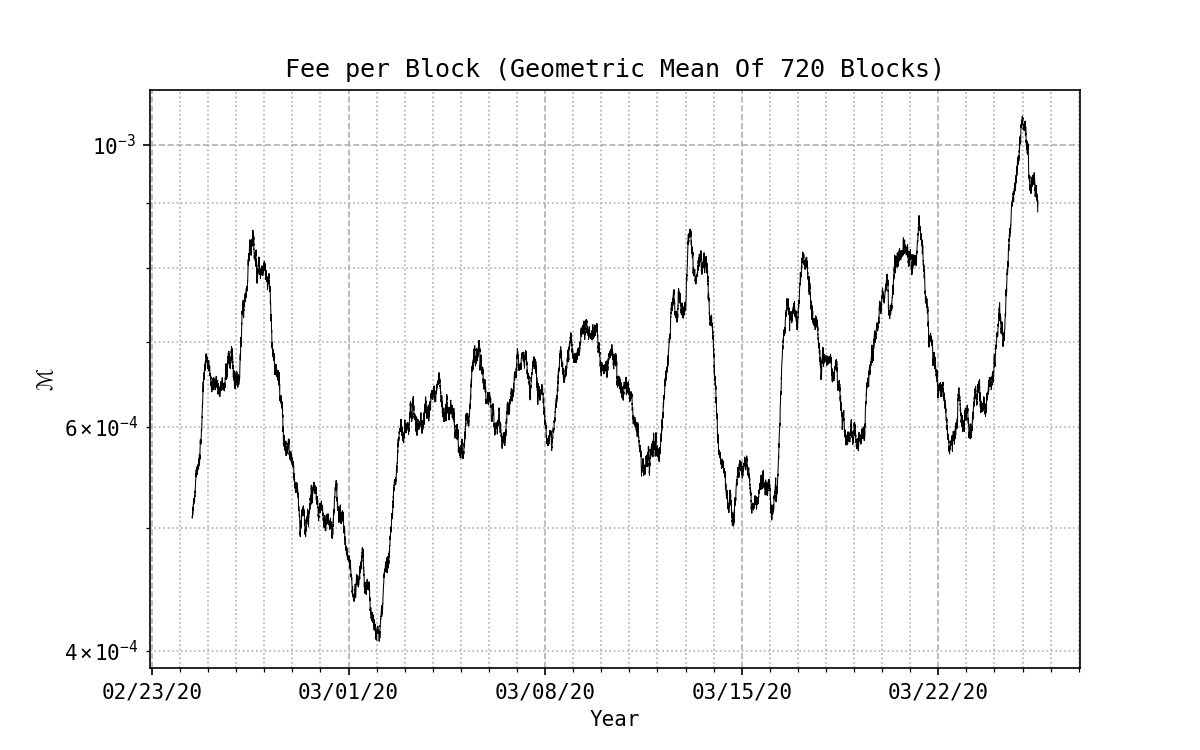 Fee per Block (Geometric Mean Of 720 Blocks)
10⁻³
6×10⁻⁴
4×10⁻⁴
ℳ
02/23/20 03/01/20 03/08/20 03/15/20 03/22/20
Year